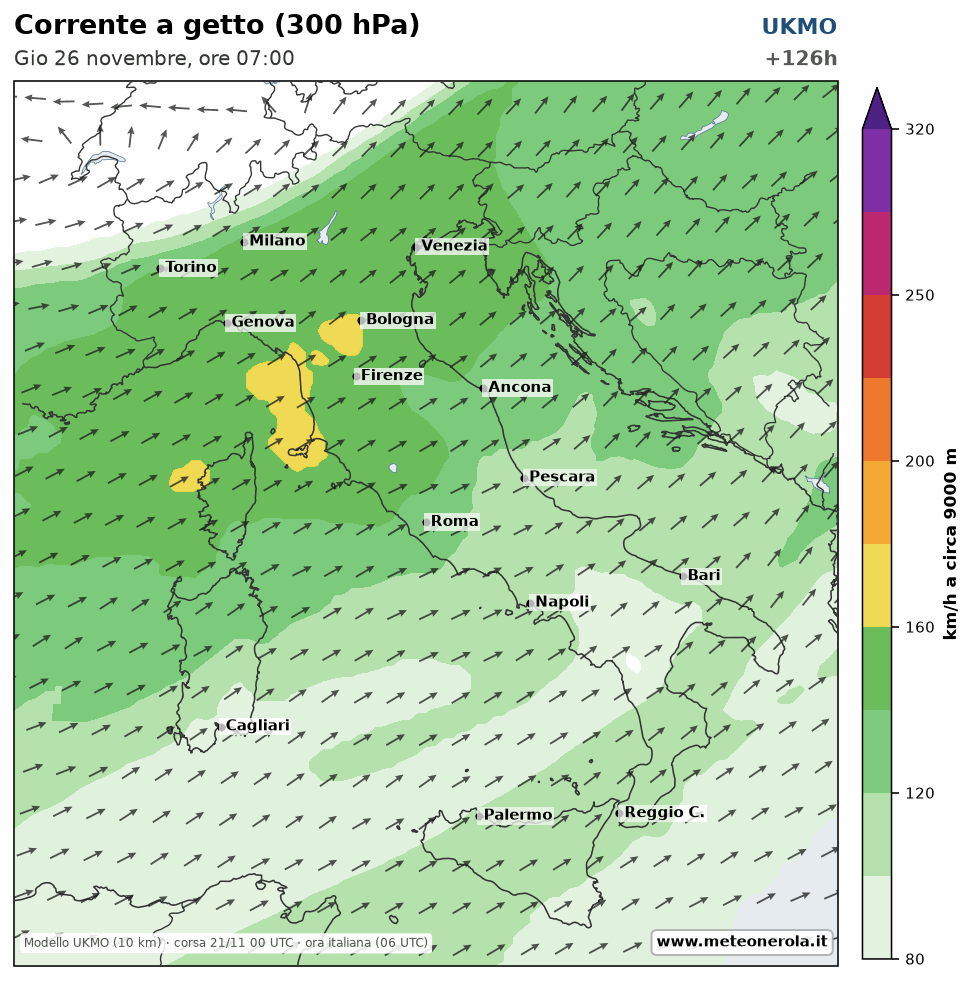 Corrente a getto (300 hPa)
UKMO
Gio 26 novembre, ore 07:00
+126h
320
Milano
Venezia
Torino
250
Genova
Bologna
Firenze
Ancona
200
km/h a circa 9000 m
Pescara
Roma
Bari
Napoli
160
Cagliari
120
Palermo
Reggio C.
Modello UKMO (10 km) · corsa 21/11 00 UTC · ora italiana (06 UTC)
www.meteonerola.it
80